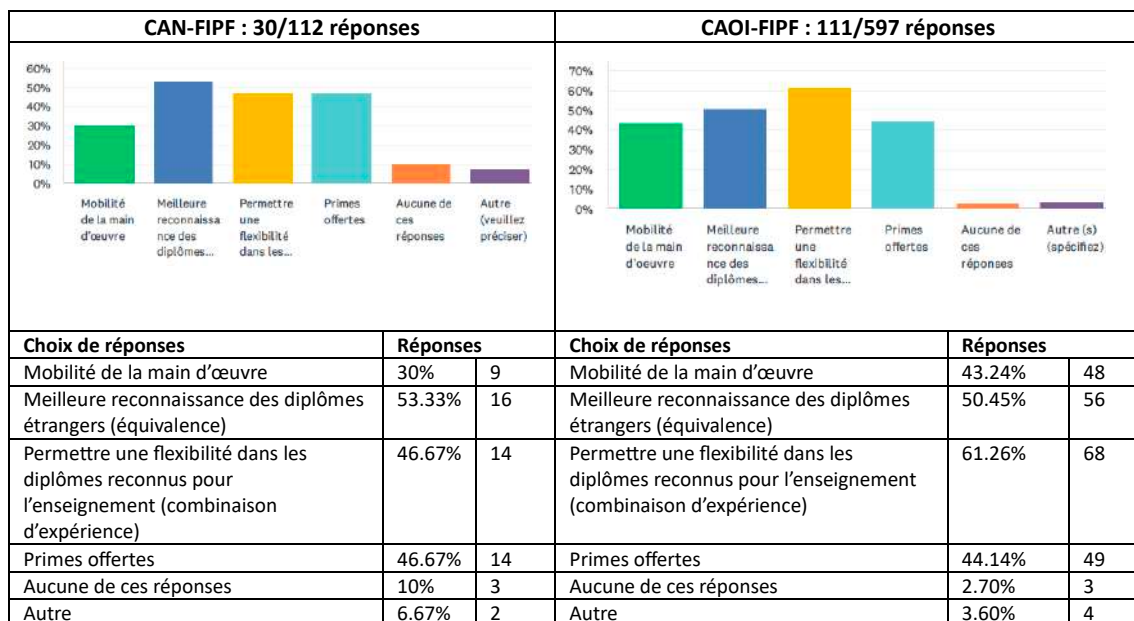 CAN-FIPF : 30/112 réponses
CAOI-FIPF : 111/597 réponses
60%
50%
40%
30%
20%
10%
0%
Mobilité de la main d'œuvre
Meilleure reconnaissa nce des diplômes...
Permettre une flexibilité dans les...
Primes offertes
Aucune de ces réponses
Autre (veuillez préciser)
70%
60%
50%
40%
30%
20%
10%
0%
Mobilité de la main d'oeuvre
Meilleure reconnaissa nce des diplômes...
Permettre une flexibilité dans les...
Primes offertes
Aucune de ces réponses
Autre (s) (spécifiez)
Choix de réponses Réponses Choix de réponses Réponses
Mobilité de la main d'œuvre 30% 9 Mobilité de la main d'œuvre 43.24% 48
Meilleure reconnaissance des diplômes étrangers (équivalence) 53.33% 16 Meilleure reconnaissance des diplômes étrangers (équivalence) 50.45% 56
Permettre une flexibilité dans les diplômes reconnus pour l'enseignement (combinaison d'expérience) 46.67% 14 Permettre une flexibilité dans les diplômes reconnus pour l'enseignement (combinaison d'expérience) 61.26% 68
Primes offertes 46.67% 14 Primes offertes 44.14% 49
Aucune de ces réponses 10% 3 Aucune de ces réponses 2.70% 3
Autre 6.67% 2 Autre 3.60% 4